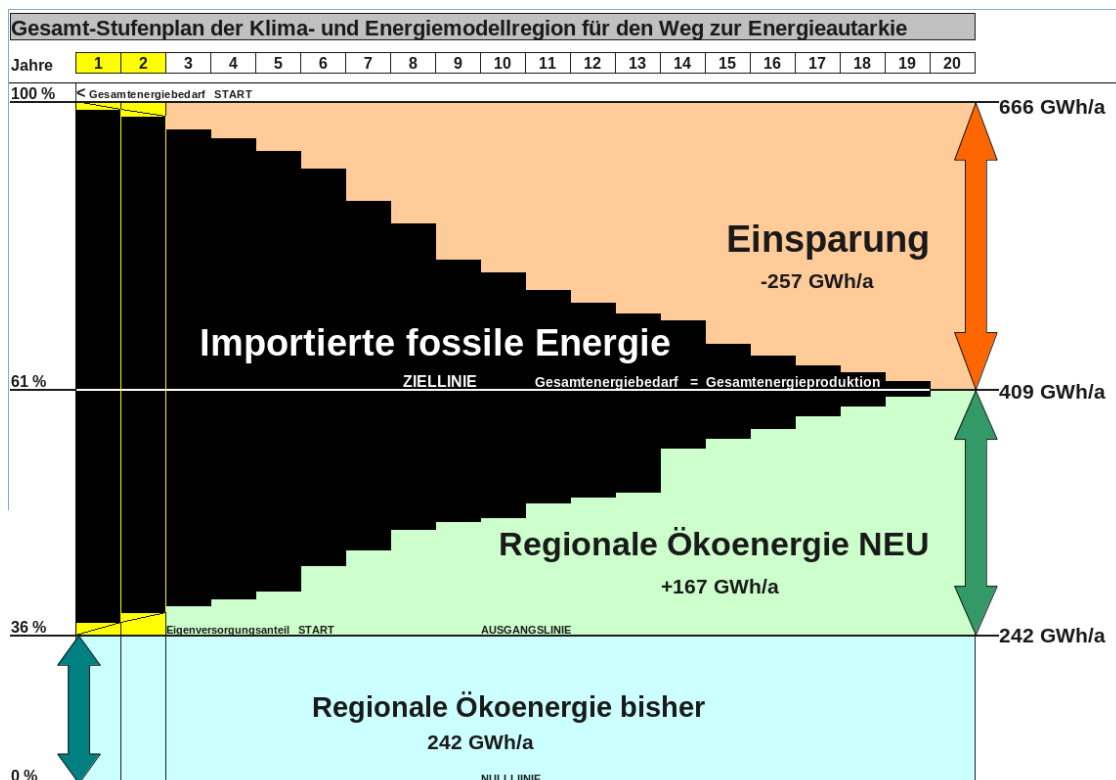 Gesamt-Stufenplan der Klima- und Energiemodellregion für den Weg zur Energieautarkie
Jahre 1 2 3 4 5 6 7 8 9 10 11 12 13 14 15 16 17 18 19 20
100 % < Gesamtenergiebedarf START
666 GWh/a
Einsparung
-257 GWh/a
Importierte fossile Energie
61 % ZIELLINIE Gesamtenergiebedarf = Gesamtenergieproduktion
409 GWh/a
Regionale Ökoenergie NEU
+167 GWh/a
36 % Eigenversorgungsanteil START AUSGANGSLINIE
242 GWh/a
Regionale Ökoenergie bisher
242 GWh/a
0 % NULLLINIE